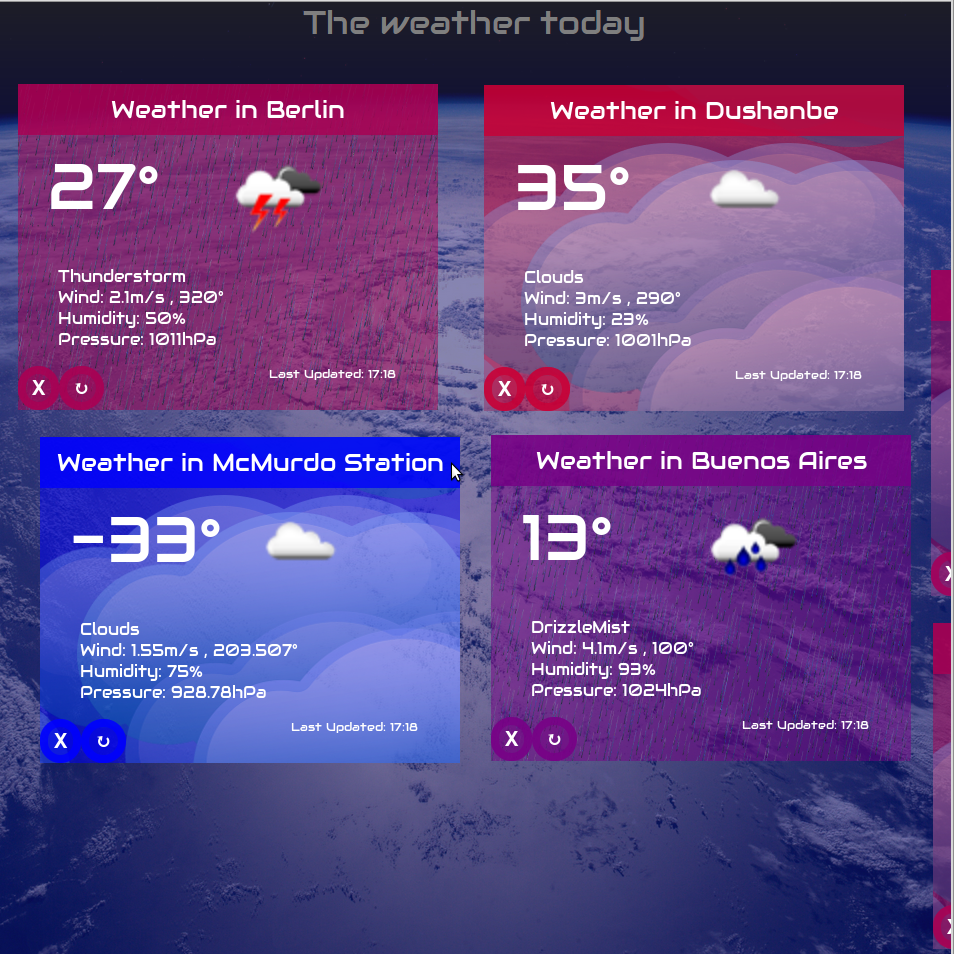 The weather today
Weather in Berlin
27°
Thunderstorm
Wind: 2.1m/s , 320°
Humidity: 50%
Pressure: 1011hPa
Last Updated: 17:18
X ↻
Weather in Dushanbe
35°
Clouds
Wind: 3m/s , 290°
Humidity: 23%
Pressure: 1001hPa
Last Updated: 17:18
X ↻
Weather in McMurdo Station
-33°
Clouds
Wind: 1.55m/s , 203.507°
Humidity: 75%
Pressure: 928.78hPa
Last Updated: 17:18
X ↻
Weather in Buenos Aires
13°
DrizzleMist
Wind: 4.1m/s , 100°
Humidity: 93%
Pressure: 1024hPa
Last Updated: 17:18
X ↻